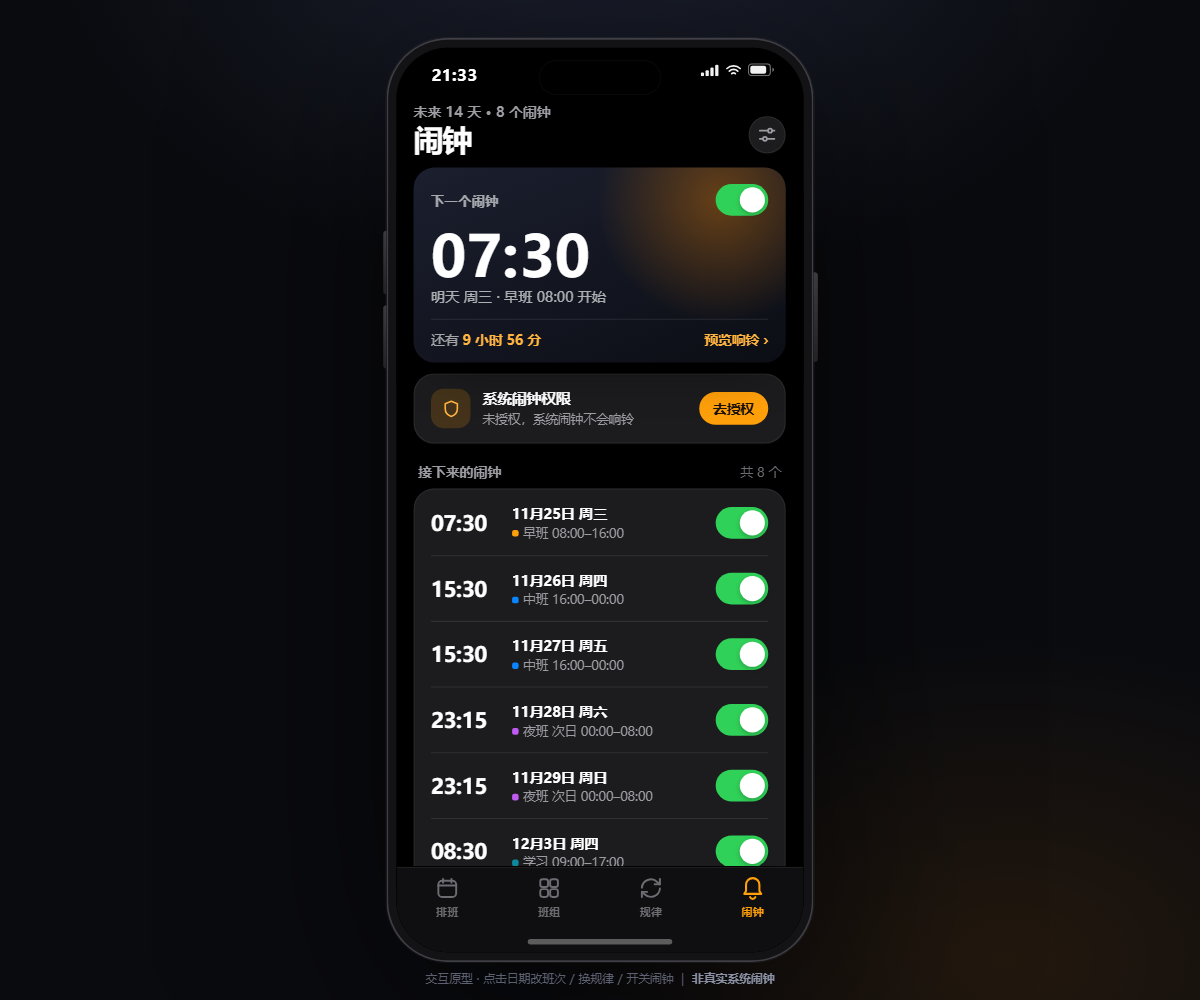 21:33
未来 14 天 • 8 个闹钟
闹钟
下一个闹钟
07:30
明天 周三 · 早班 08:00 开始
还有 9 小时 56 分
预览响铃 ›
系统闹钟权限
未授权，系统闹钟不会响铃
去授权
接下来的闹钟
共 8 个
07:30
11月25日 周三
早班 08:00–16:00
15:30
11月26日 周四
中班 16:00–00:00
15:30
11月27日 周五
中班 16:00–00:00
23:15
11月28日 周六
夜班 次日 00:00–08:00
23:15
11月29日 周日
夜班 次日 00:00–08:00
08:30
12月3日 周四
学习 09:00–17:00
排班
班组
规律
闹钟
交互原型 · 点击日期改班次 / 换规律 / 开关闹钟 | 非真实系统闹钟